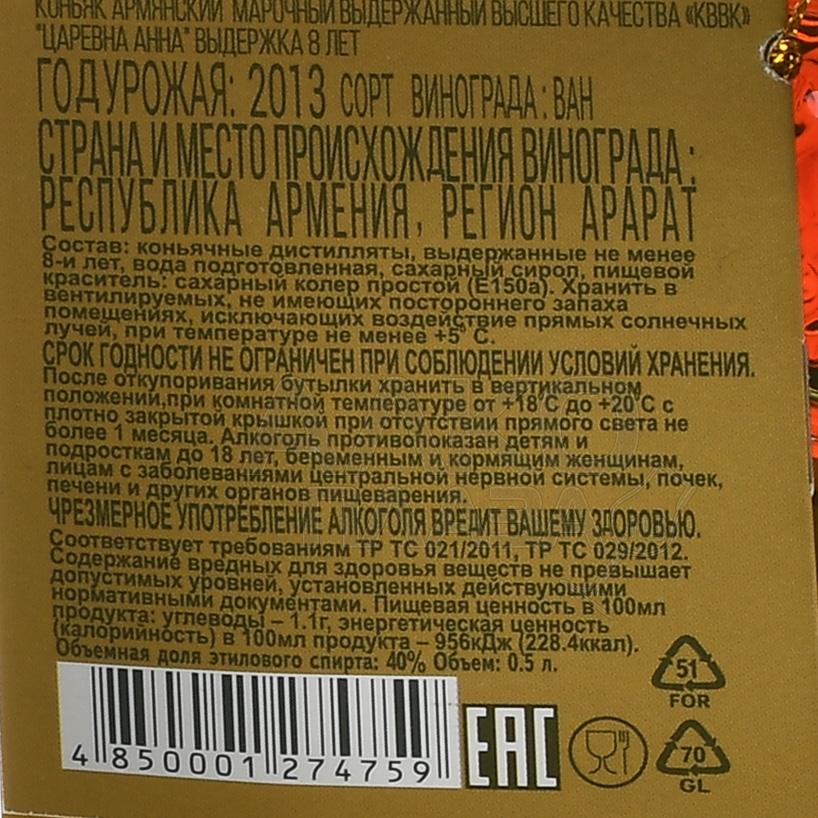 КОНЬЯК АРМЯНСКИЙ МАРОЧНЫЙ ВЫДЕРЖАННЫЙ ВЫСШЕГО КАЧЕСТВА «КВВК»
"ЦАРЕВНА АННА" ВЫДЕРЖКА 8 ЛЕТ
ГОД УРОЖАЯ: 2013 СОРТ ВИНОГРАДА : ВАН
СТРАНА И МЕСТО ПРОИСХОЖДЕНИЯ ВИНОГРАДА :
РЕСПУБЛИКА АРМЕНИЯ, РЕГИОН АРАРАТ
Состав: коньячные дистилляты, выдержанные не менее
8-и лет, вода подготовленная, сахарный сироп, пищевой
краситель: сахарный колер простой (Е150а). Хранить в
вентилируемых, не имеющих постороннего запаха
помещениях, исключающих воздействие прямых солнечных
лучей, при температуре не менее +5°С.
СРОК ГОДНОСТИ НЕ ОГРАНИЧЕН ПРИ СОБЛЮДЕНИИ УСЛОВИЙ ХРАНЕНИЯ.
После откупоривания бутылки хранить в вертикальном
положений,при комнатной температуре от +18°С до +20°С с
плотно закрытой крышкой при отсутствии прямого света не
более 1 месяца. Алкоголь противопоказан детям и
подросткам до 18 лет, беременным и кормящим женщинам,
лицам с заболеваниями центральной нервной системы, почек,
печени и других органов пищеварения.
ЧРЕЗМЕРНОЕ УПОТРЕБЛЕНИЕ АЛКОГОЛЯ ВРЕДИТ ВАШЕМУ ЗДОРОВЬЮ.
Соответствует требованиям ТР ТС 021/2011, ТР ТС 029/2012.
Содержание вредных для здоровья веществ не превышает
допустимых уровней, установленных действующими
нормативными документами. Пищевая ценность в 100мл
продукта: углеводы – 1.1г, энергетическая ценность
(калорийность) в 100мл продукта – 956кДж (228.4ккал).
Объемная доля этилового спирта: 40% Объем: 0.5 л.
51
FOR
4 850001 274759
EAC
70
GL